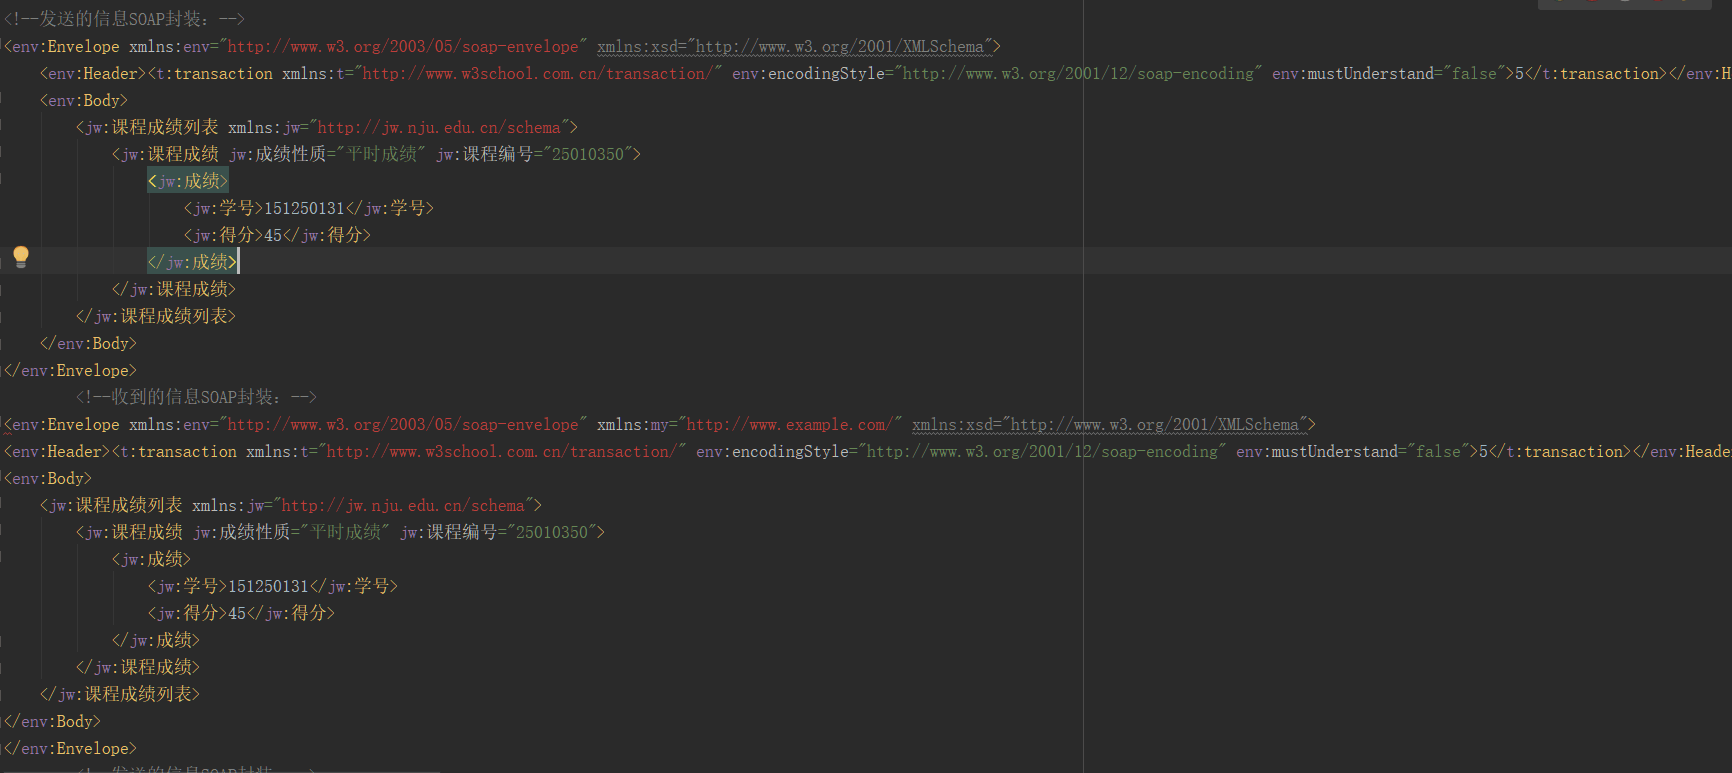 <!--发送的信息SOAP封装：-->
<env:Envelope xmlns:env="http://www.w3.org/2003/05/soap-envelope" xmlns:xsd="http://www.w3.org/2001/XMLSchema">
<env:Header><t:transaction xmlns:t="http://www.w3school.com.cn/transaction/" env:encodingStyle="http://www.w3.org/2001/12/soap-encoding" env:mustUnderstand="false">5</t:transaction></env:H
<env:Body>
<jw:课程成绩列表 xmlns:jw="http://jw.nju.edu.cn/schema">
<jw:课程成绩 jw:成绩性质="平时成绩" jw:课程编号="25010350">
<jw:成绩>
<jw:学号>151250131</jw:学号>
<jw:得分>45</jw:得分>
</jw:成绩>
</jw:课程成绩>
</jw:课程成绩列表>
</env:Body>
</env:Envelope>
<!--收到的信息SOAP封装：-->
<env:Envelope xmlns:env="http://www.w3.org/2003/05/soap-envelope" xmlns:my="http://www.example.com/" xmlns:xsd="http://www.w3.org/2001/XMLSchema">
<env:Header><t:transaction xmlns:t="http://www.w3school.com.cn/transaction/" env:encodingStyle="http://www.w3.org/2001/12/soap-encoding" env:mustUnderstand="false">5</t:transaction></env:Heade
<env:Body>
<jw:课程成绩列表 xmlns:jw="http://jw.nju.edu.cn/schema">
<jw:课程成绩 jw:成绩性质="平时成绩" jw:课程编号="25010350">
<jw:成绩>
<jw:学号>151250131</jw:学号>
<jw:得分>45</jw:得分>
</jw:成绩>
</jw:课程成绩>
</jw:课程成绩列表>
</env:Body>
</env:Envelope>
<!--发送的信息SOAP封装：-->